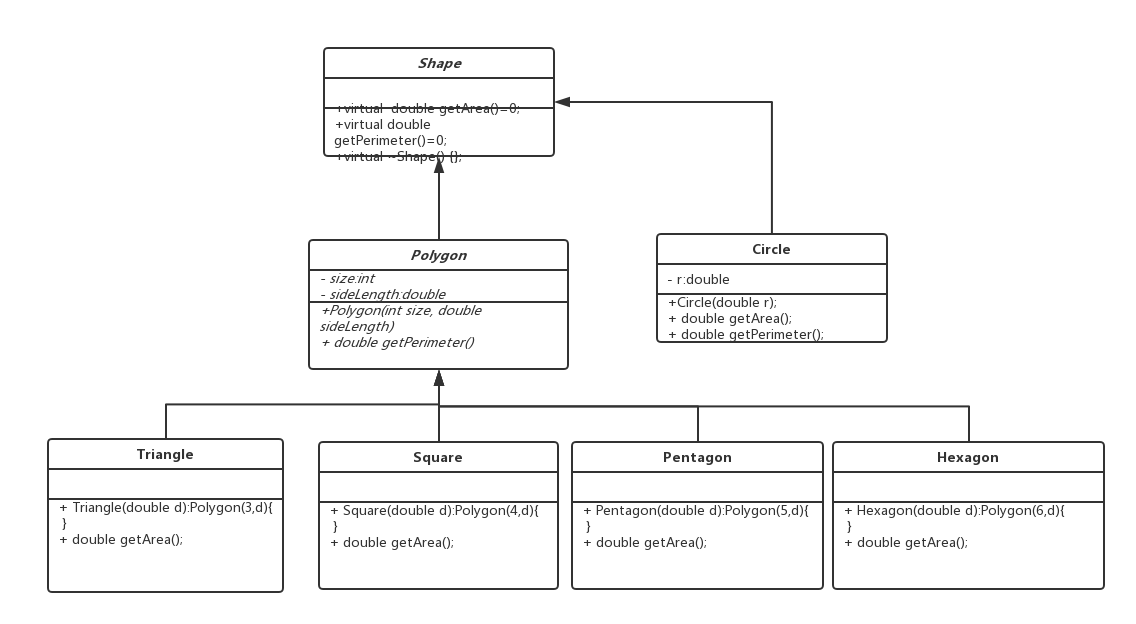 Shape
+virtual  double getArea()=0;
+virtual double
getPerimeter()=0;
+virtual ~Shape() {};
Polygon
- size:int
- sideLength:double
+Polygon(int size, double
sideLength)
+ double getPerimeter()
Circle
- r:double
+Circle(double r);
+ double getArea();
+ double getPerimeter();
Triangle
+ Triangle(double d):Polygon(3,d){
}
+ double getArea();
Square
+ Square(double d):Polygon(4,d){
}
+ double getArea();
Pentagon
+ Pentagon(double d):Polygon(5,d){
}
+ double getArea();
Hexagon
+ Hexagon(double d):Polygon(6,d){
}
+ double getArea();